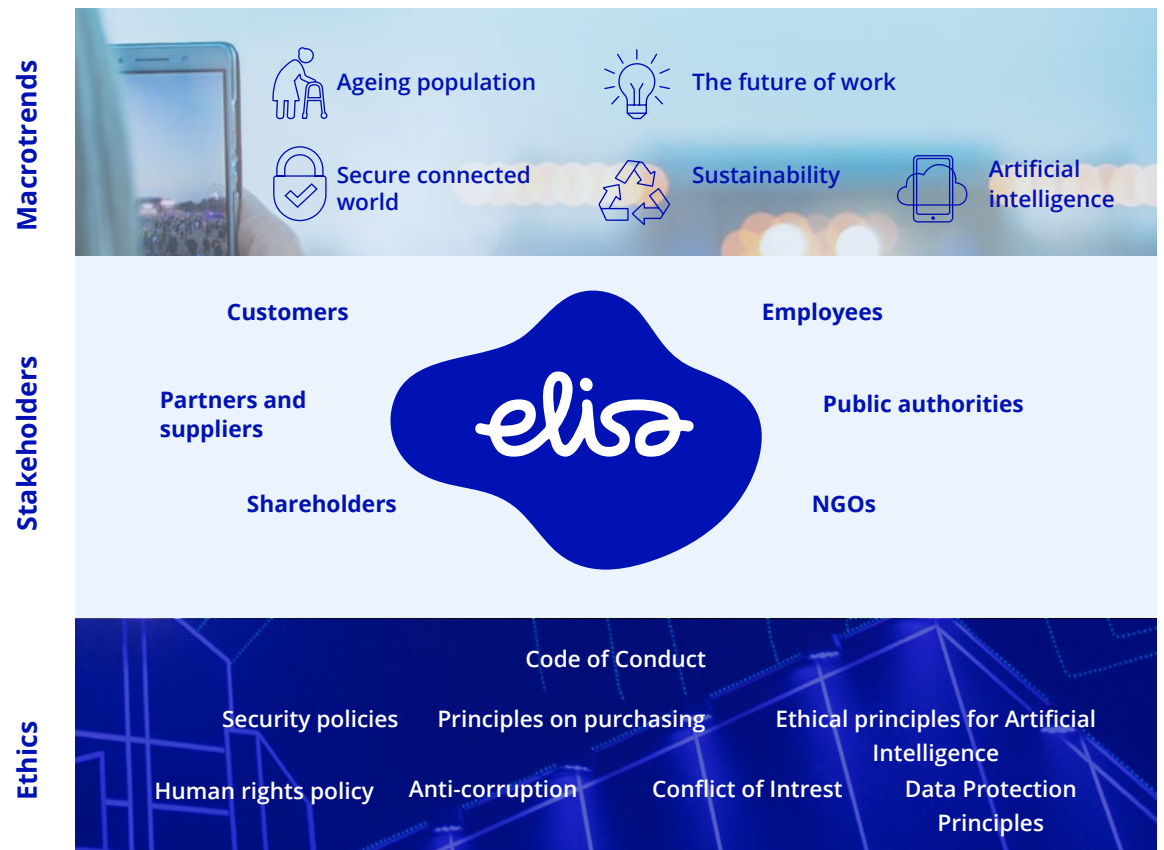 Macrotrends
Ageing population
The future of work
Secure connected
world
Sustainability
Artificial
intelligence
Stakeholders
Customers
Employees
Partners and
suppliers
elisa
Public authorities
Shareholders
NGOs
Ethics
Code of Conduct
Security policies
Principles on purchasing
Ethical principles for Artificial
Intelligence
Human rights policy
Anti-corruption
Conflict of Intrest
Data Protection
Principles